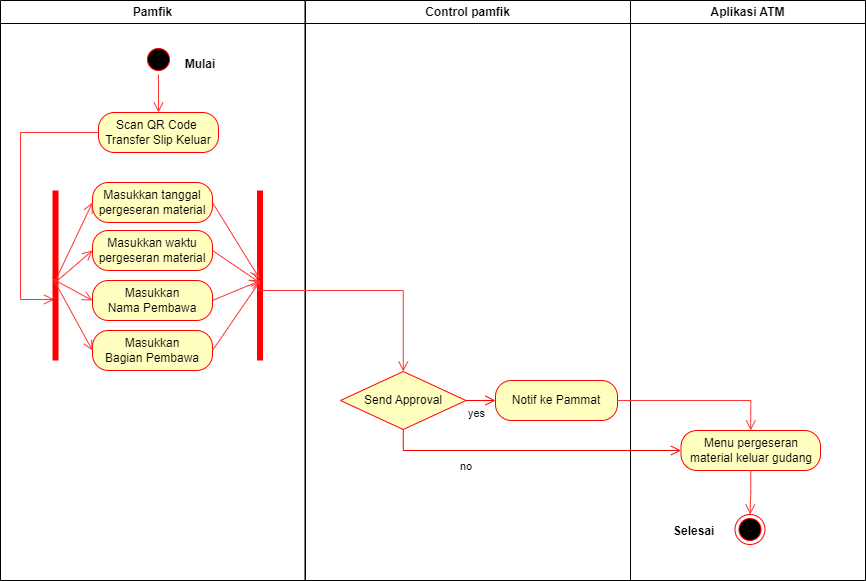 Pamfik
Control pamfik
Aplikasi ATM
Mulai
Scan QR Code
Transfer Slip Keluar
Masukkan tanggal
pergeseran material
Masukkan waktu
pergeseran material
Masukkan
Nama Pembawa
Masukkan
Bagian Pembawa
Send Approval
yes
Notif ke Pammat
no
Menu pergeseran
material keluar gudang
Selesai